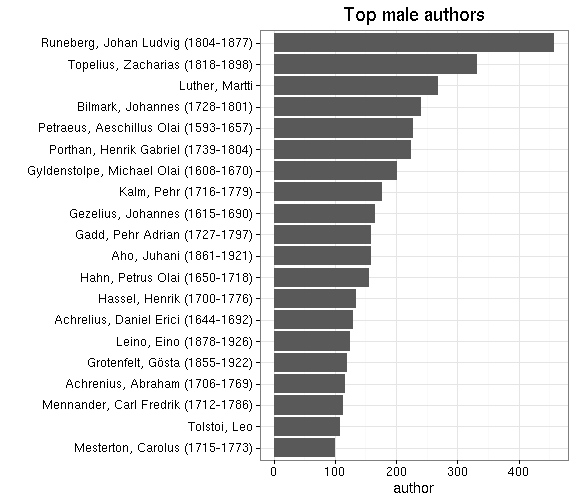 Top male authors
Runeberg, Johan Ludvig (1804-1877)
Topelius, Zacharias (1818-1898)
Luther, Martti
Bilmark, Johannes (1728-1801)
Petraeus, Aeschillus Olai (1593-1657)
Porthan, Henrik Gabriel (1739-1804)
Gyldenstolpe, Michael Olai (1608-1670)
Kalm, Pehr (1716-1779)
Gezelius, Johannes (1615-1690)
Gadd, Pehr Adrian (1727-1797)
Aho, Juhani (1861-1921)
Hahn, Petrus Olai (1650-1718)
Hassel, Henrik (1700-1776)
Achrelius, Daniel Erici (1644-1692)
Leino, Eino (1878-1926)
Grotenfelt, Gösta (1855-1922)
Achrenius, Abraham (1706-1769)
Mennander, Carl Fredrik (1712-1786)
Tolstoi, Leo
Mesterton, Carolus (1715-1773)
0 100 200 300 400
author